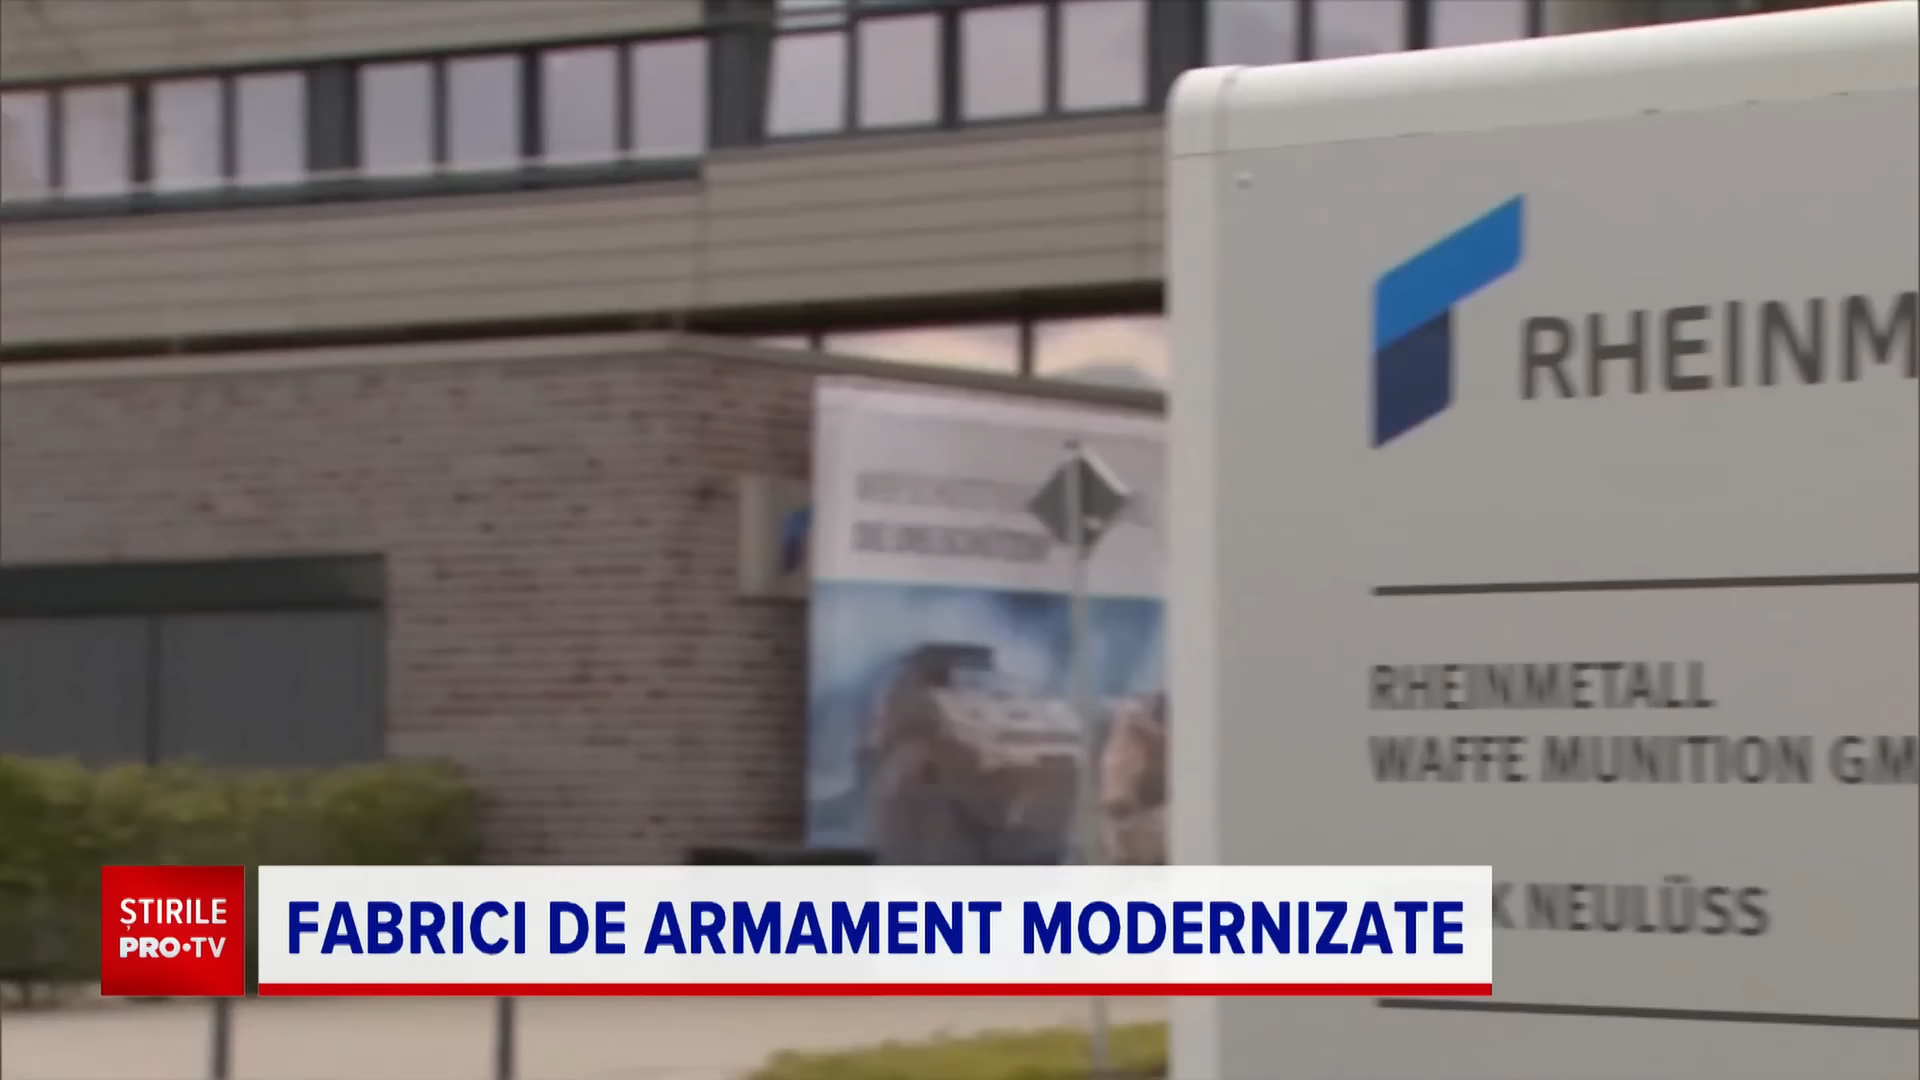 RHEINM
RHEINMETALL
WAFFE MUNITION GM
K NEULÜSS
ȘTIRILE
PRO•TV
FABRICI DE ARMAMENT MODERNIZATE